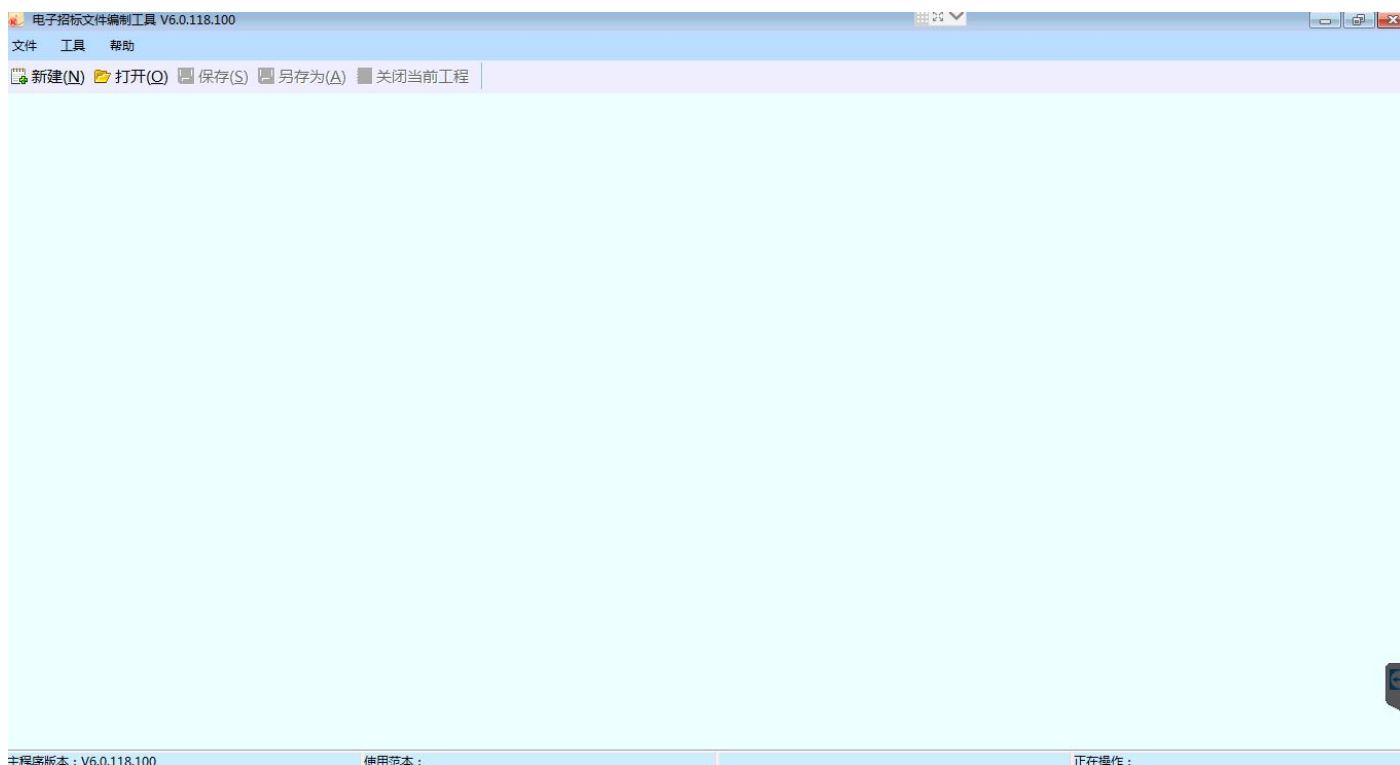 电子招标文件编制工具 V6.0.118.100
文件 工具 帮助
新建(N) 打开(O) 保存(S) 另存为(A) 关闭当前工程
主程序版本：V6.0.118.100 使用范本： 正在操作：